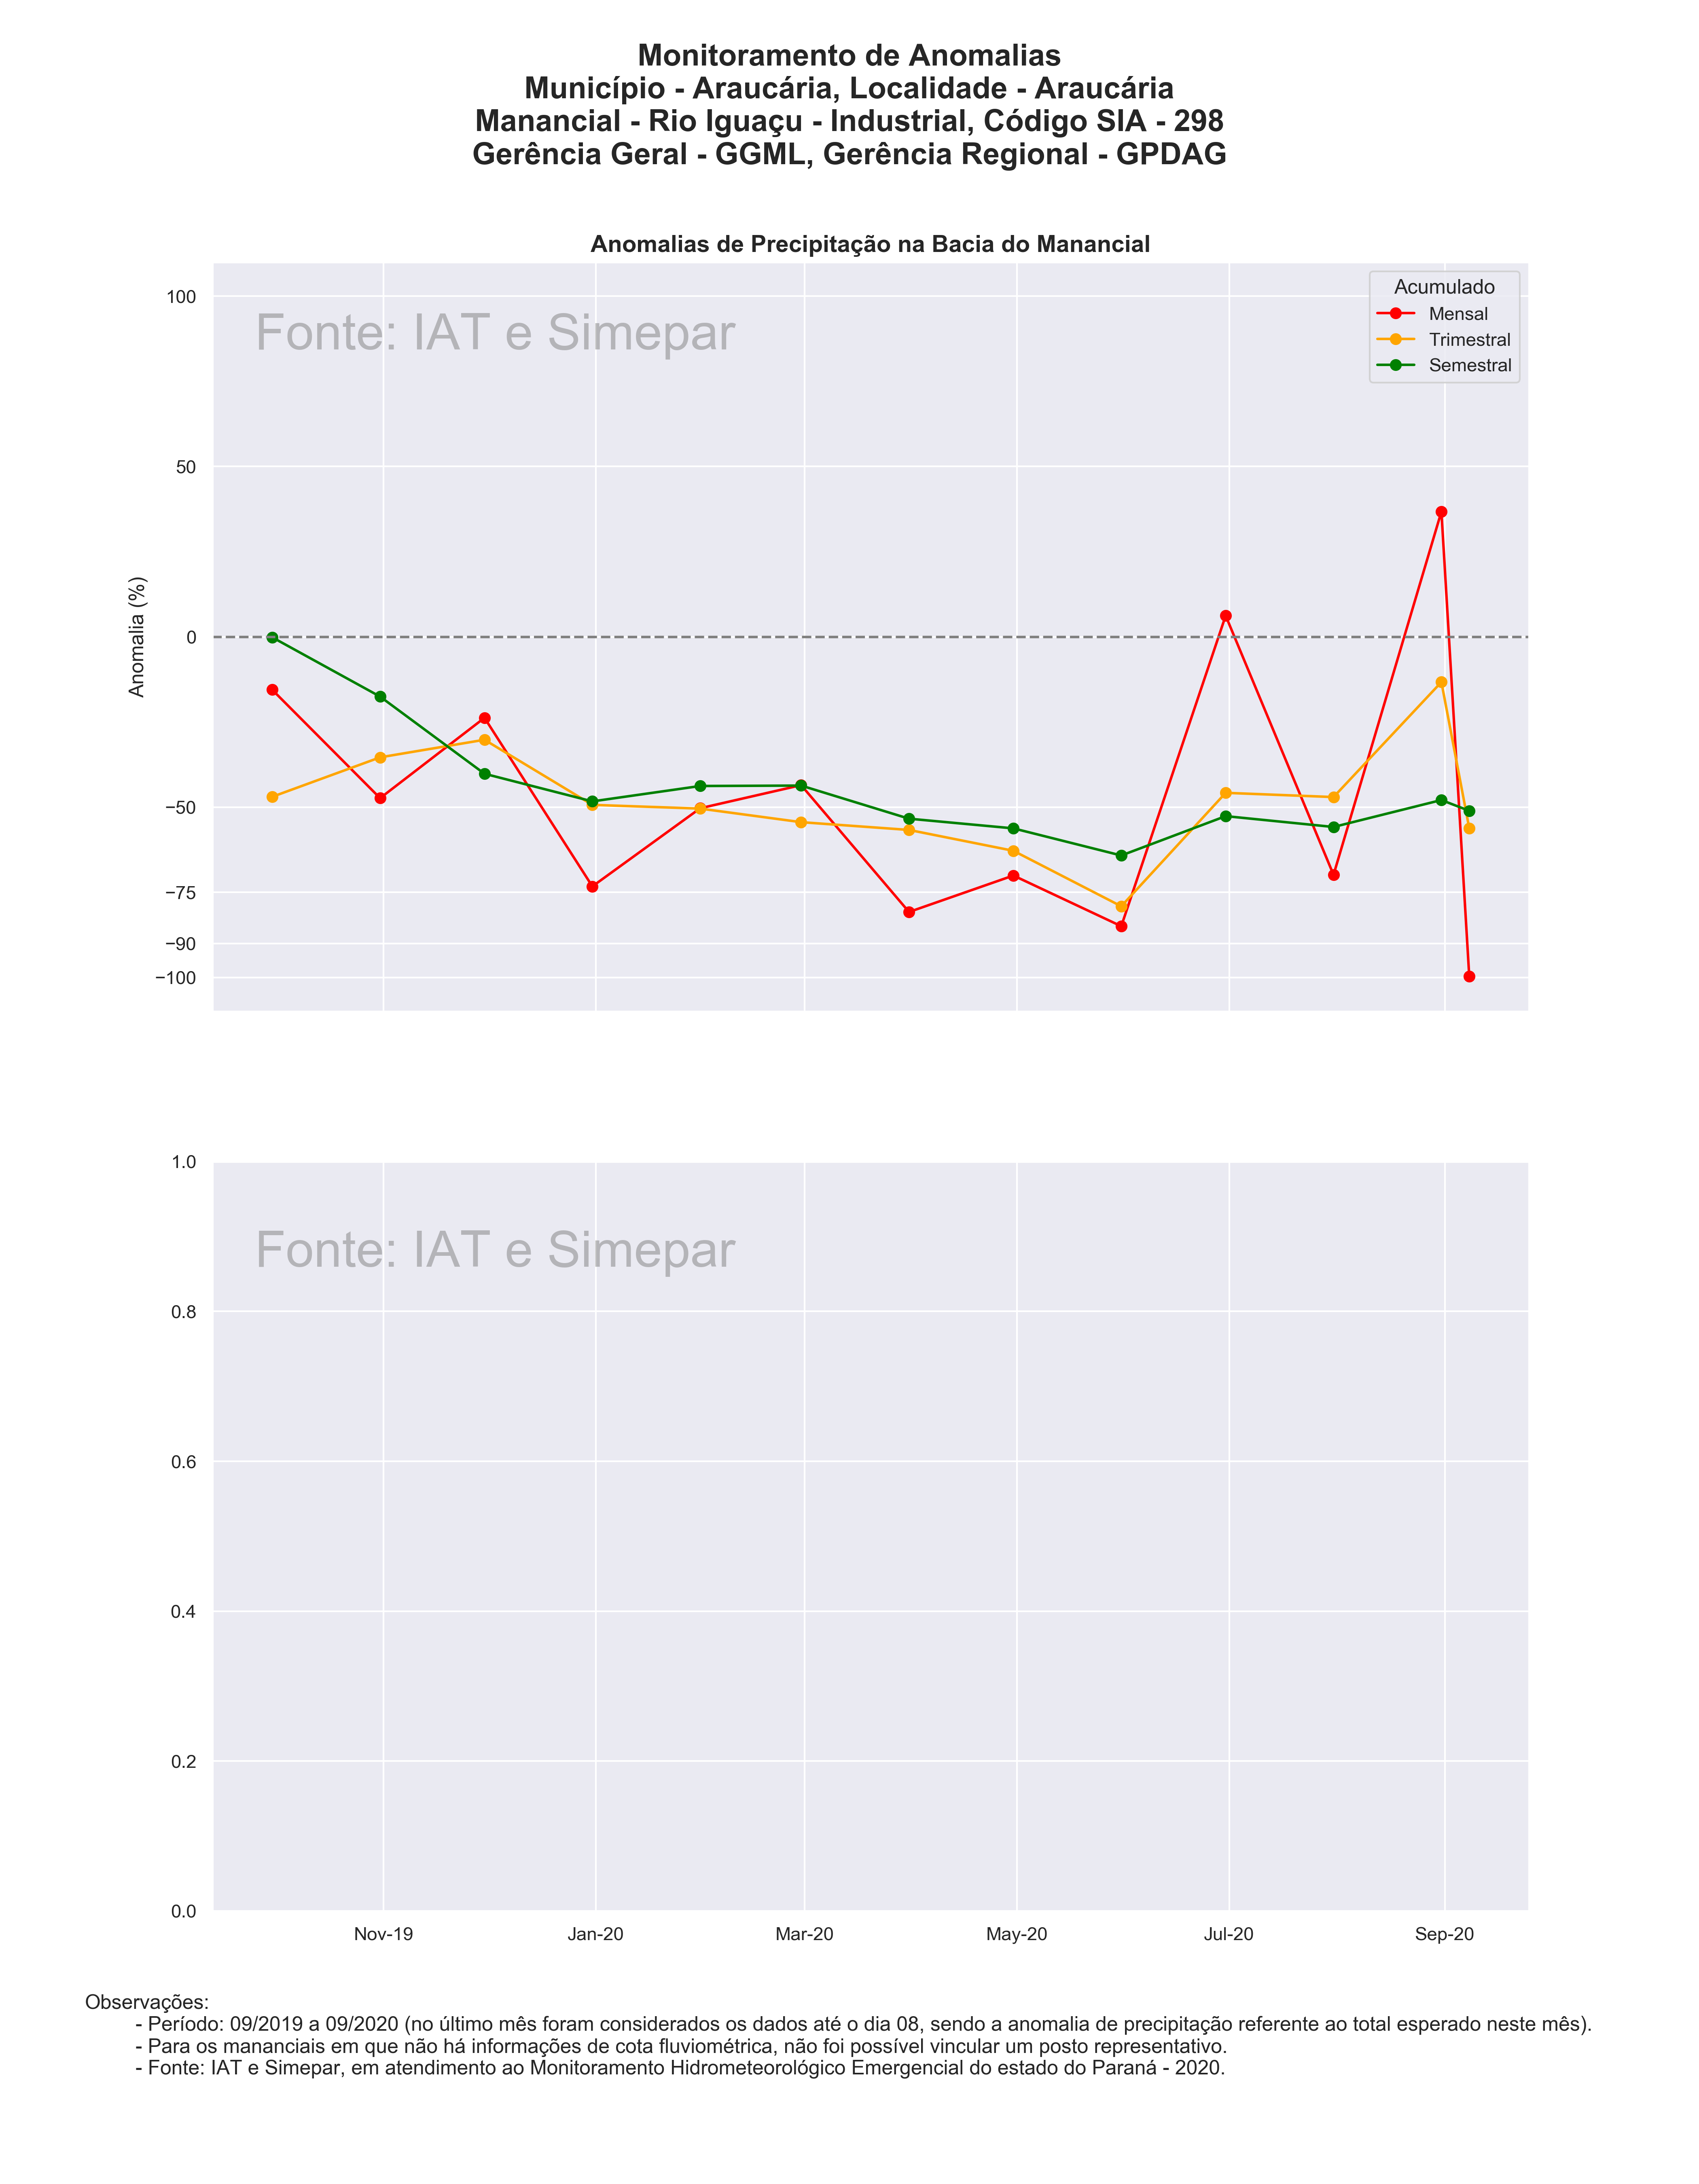 Monitoramento de Anomalias
Município - Araucária, Localidade - Araucária
Manancial - Rio Iguaçu - Industrial, Código SIA - 298
Gerência Geral - GGML, Gerência Regional - GPDAG
Anomalias de Precipitação na Bacia do Manancial
Fonte: IAT e Simepar
Acumulado
Mensal
Trimestral
Semestral
Anomalia (%)
100
50
0
−50
−75
−90
−100
Fonte: IAT e Simepar
1.0
0.8
0.6
0.4
0.2
0.0
Nov-19 Jan-20 Mar-20 May-20 Jul-20 Sep-20
Observações:
- Período: 09/2019 a 09/2020 (no último mês foram considerados os dados até o dia 08, sendo a anomalia de precipitação referente ao total esperado neste mês).
- Para os mananciais em que não há informações de cota fluviométrica, não foi possível vincular um posto representativo.
- Fonte: IAT e Simepar, em atendimento ao Monitoramento Hidrometeorológico Emergencial do estado do Paraná - 2020.